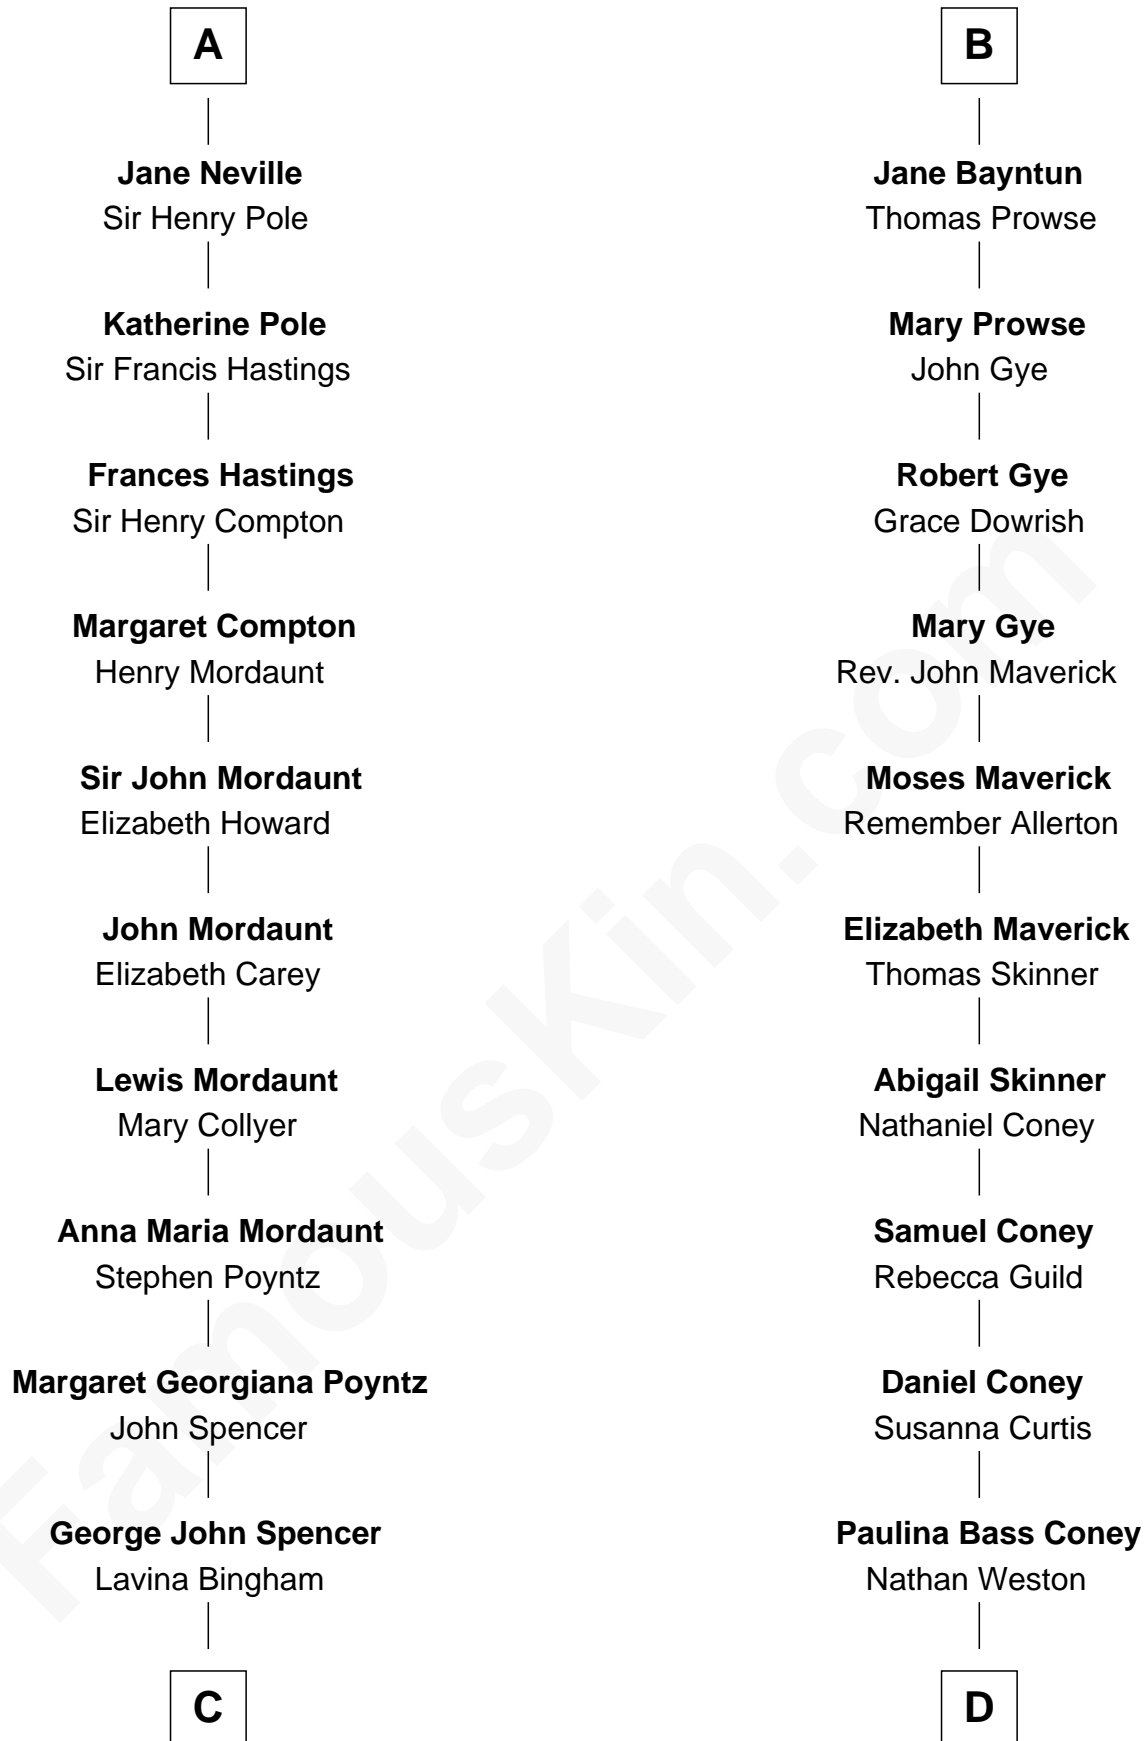 A
Jane Neville
Sir Henry Pole
Katherine Pole
Sir Francis Hastings
Frances Hastings
Sir Henry Compton
Margaret Compton
Henry Mordaunt
Sir John Mordaunt
Elizabeth Howard
John Mordaunt
Elizabeth Carey
Lewis Mordaunt
Mary Collyer
Anna Maria Mordaunt
Stephen Poyntz
Margaret Georgiana Poyntz
John Spencer
George John Spencer
Lavina Bingham
C
B
Jane Bayntun
Thomas Prowse
Mary Prowse
John Gye
Robert Gye
Grace Dowrish
Mary Gye
Rev. John Maverick
Moses Maverick
Remember Allerton
Elizabeth Maverick
Thomas Skinner
Abigail Skinner
Nathaniel Coney
Samuel Coney
Rebecca Guild
Daniel Coney
Susanna Curtis
Paulina Bass Coney
Nathan Weston
D
FamousKin.com